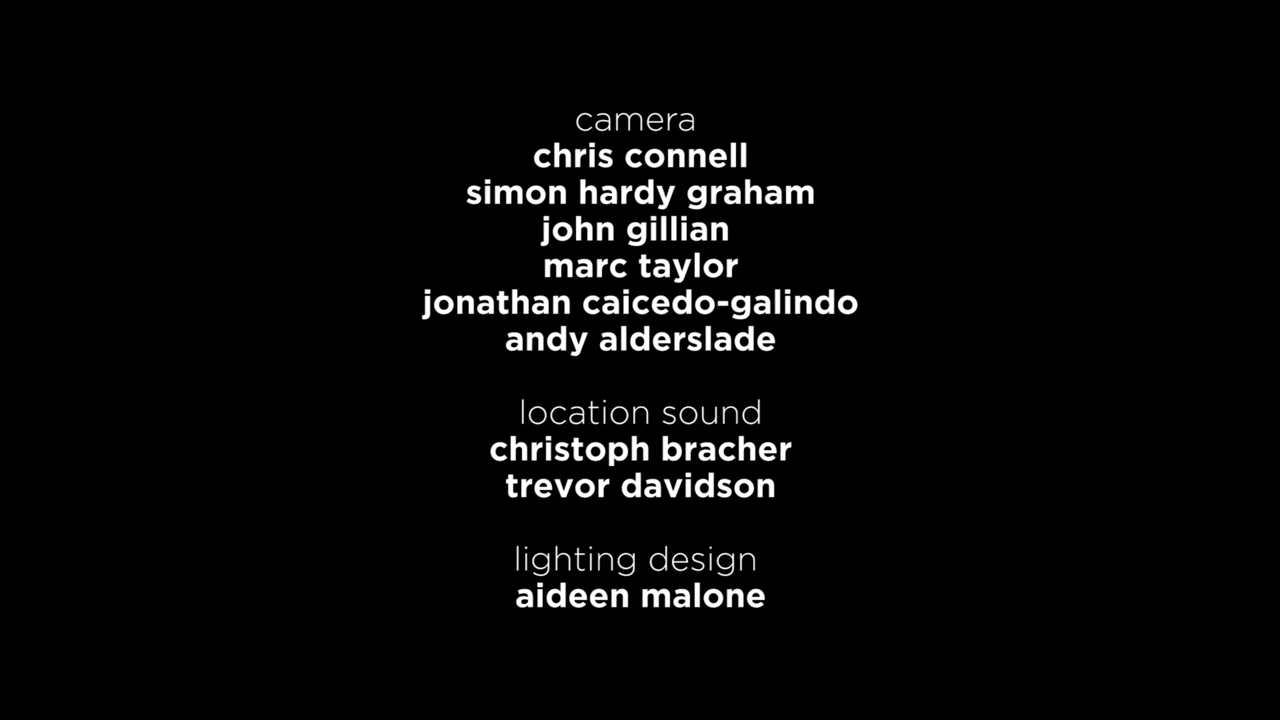 camera
chris connell
simon hardy graham
john gillian
marc taylor
jonathan caicedo-galindo
andy alderslade
location sound
christoph bracher
trevor davidson
lighting design
aideen malone